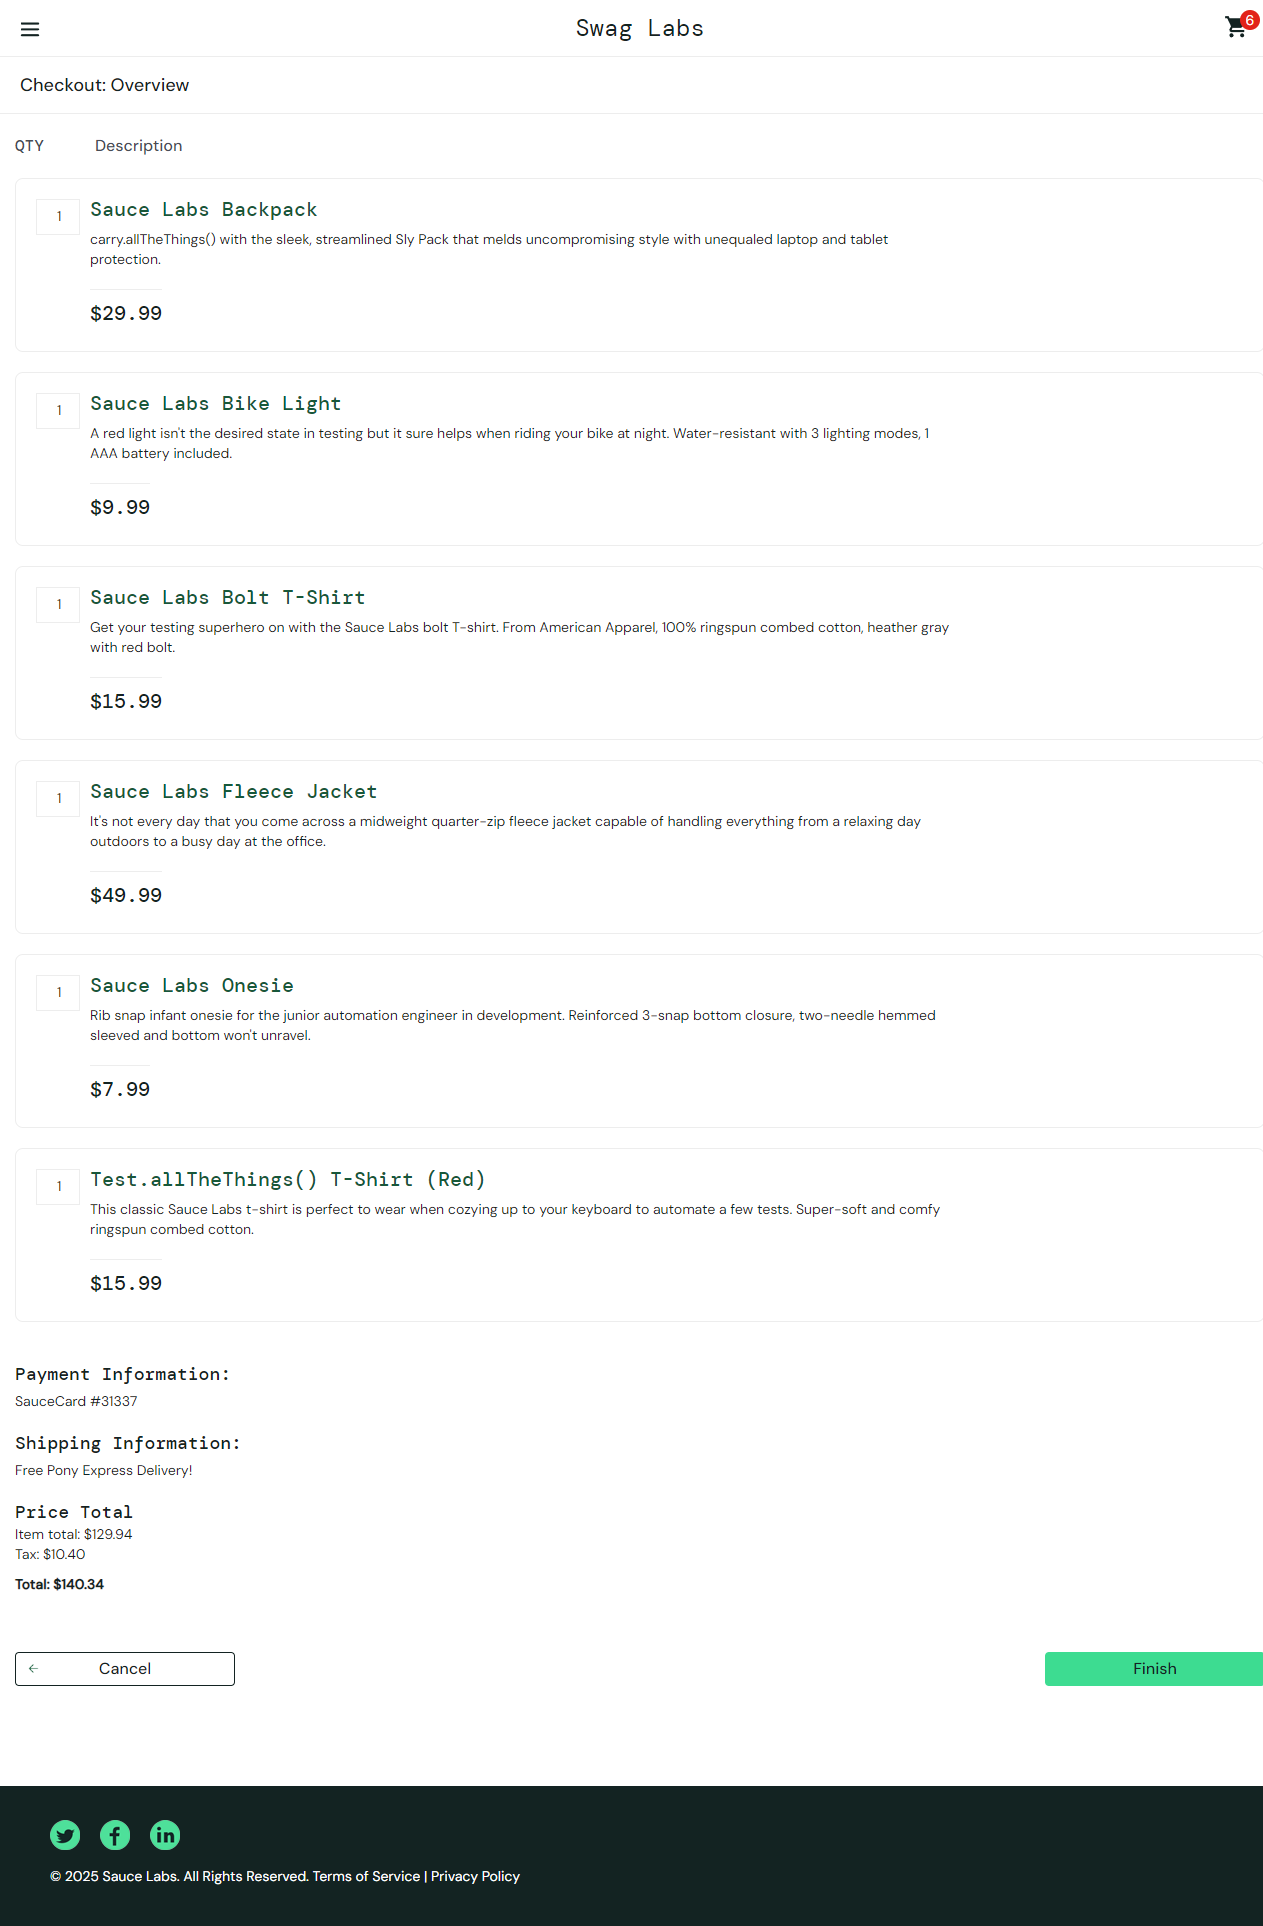 Swag Labs
6
Checkout: Overview
QTY Description
1
Sauce Labs Backpack
carry.allTheThings() with the sleek, streamlined Sly Pack that melds uncompromising style with unequaled laptop and tablet
protection.
$29.99
1
Sauce Labs Bike Light
A red light isn't the desired state in testing but it sure helps when riding your bike at night. Water-resistant with 3 lighting modes, 1
AAA battery included.
$9.99
1
Sauce Labs Bolt T-Shirt
Get your testing superhero on with the Sauce Labs bolt T-shirt. From American Apparel, 100% ringspun combed cotton, heather gray
with red bolt.
$15.99
1
Sauce Labs Fleece Jacket
It's not every day that you come across a midweight quarter-zip fleece jacket capable of handling everything from a relaxing day
outdoors to a busy day at the office.
$49.99
1
Sauce Labs Onesie
Rib snap infant onesie for the junior automation engineer in development. Reinforced 3-snap bottom closure, two-needle hemmed
sleeved and bottom won't unravel.
$7.99
1
Test.allTheThings() T-Shirt (Red)
This classic Sauce Labs t-shirt is perfect to wear when cozying up to your keyboard to automate a few tests. Super-soft and comfy
ringspun combed cotton.
$15.99
Payment Information:
SauceCard #31337
Shipping Information:
Free Pony Express Delivery!
Price Total
Item total: $129.94
Tax: $10.40
Total: $140.34
Cancel
Finish
© 2025 Sauce Labs. All Rights Reserved. Terms of Service | Privacy Policy